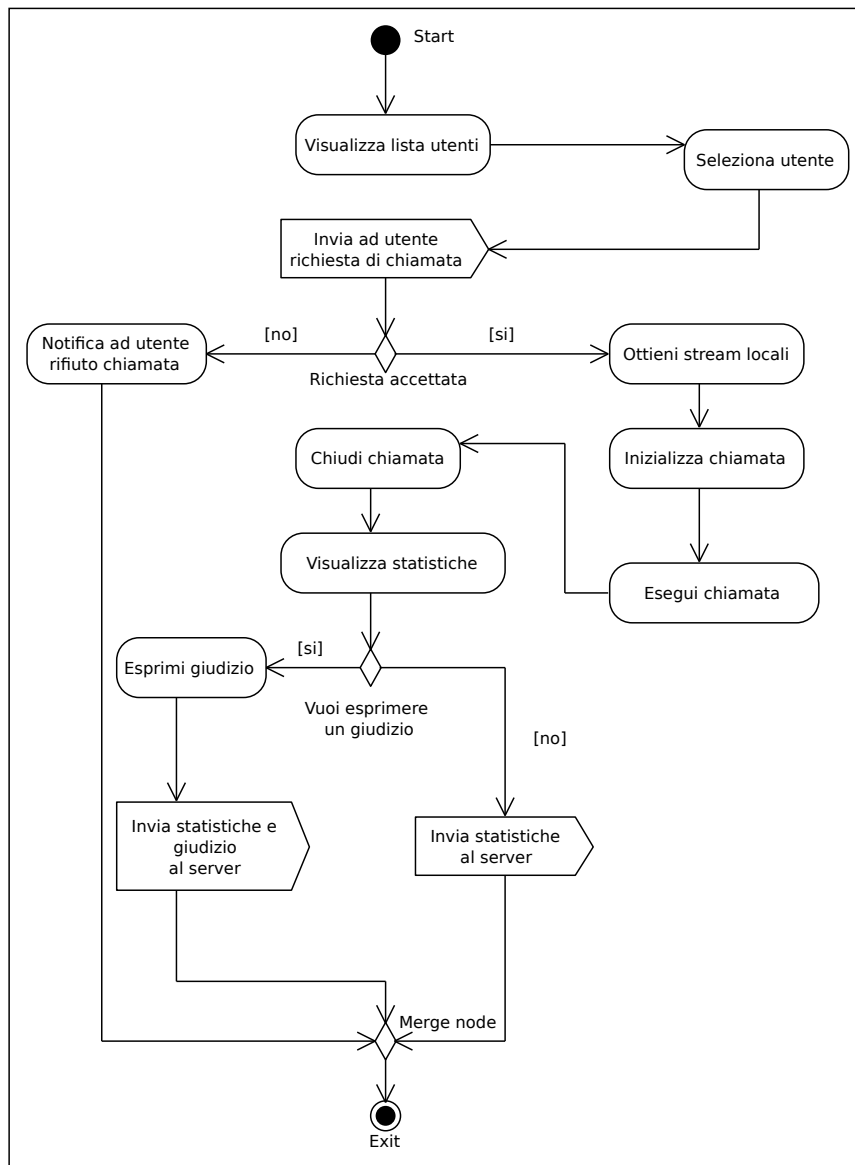 Start
Visualizza lista utenti
Seleziona utente
Invia ad utente
richiesta di chiamata
[no]
[si]
Notifica ad utente
rifiuto chiamata
Ottieni stream locali
Richiesta accettata
Chiudi chiamata
Inizializza chiamata
Visualizza statistiche
Esegui chiamata
[si]
Esprimi giudizio
Vuoi esprimere
un giudizio
[no]
Invia statistiche e
giudizio
al server
Invia statistiche
al server
Merge node
Exit